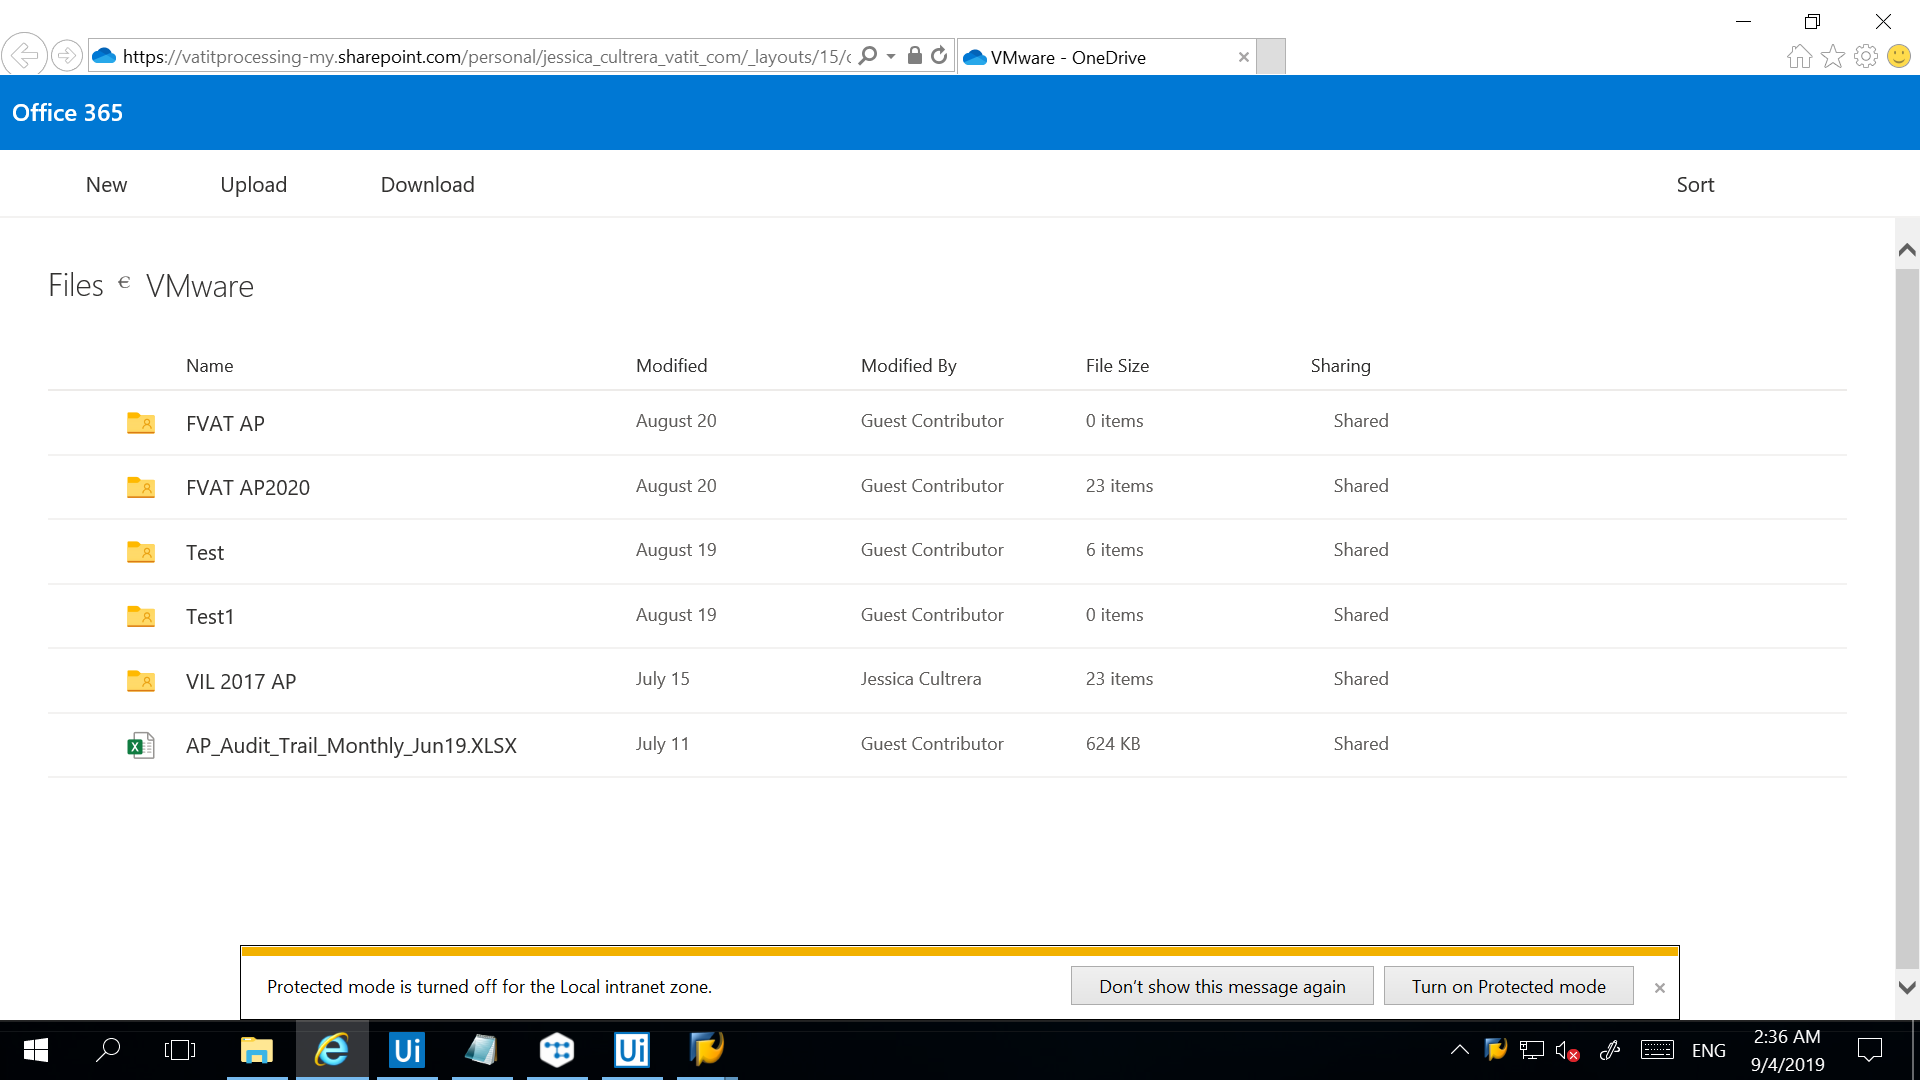 https://vatitprocessing-my.sharepoint.com/personal/jessica_cultrera_vatit_com/_layouts/15/c
VMware - OneDrive
Office 365
New Upload Download Sort
Files € VMware
Name Modified Modified By File Size Sharing
FVAT AP August 20 Guest Contributor 0 items Shared
FVAT AP2020 August 20 Guest Contributor 23 items Shared
Test August 19 Guest Contributor 6 items Shared
Test1 August 19 Guest Contributor 0 items Shared
VIL 2017 AP July 15 Jessica Cultrera 23 items Shared
AP_Audit_Trail_Monthly_Jun19.XLSX July 11 Guest Contributor 624 KB Shared
Protected mode is turned off for the Local intranet zone. Don't show this message again Turn on Protected mode
Ui Ui ENG 2:36 AM
9/4/2019